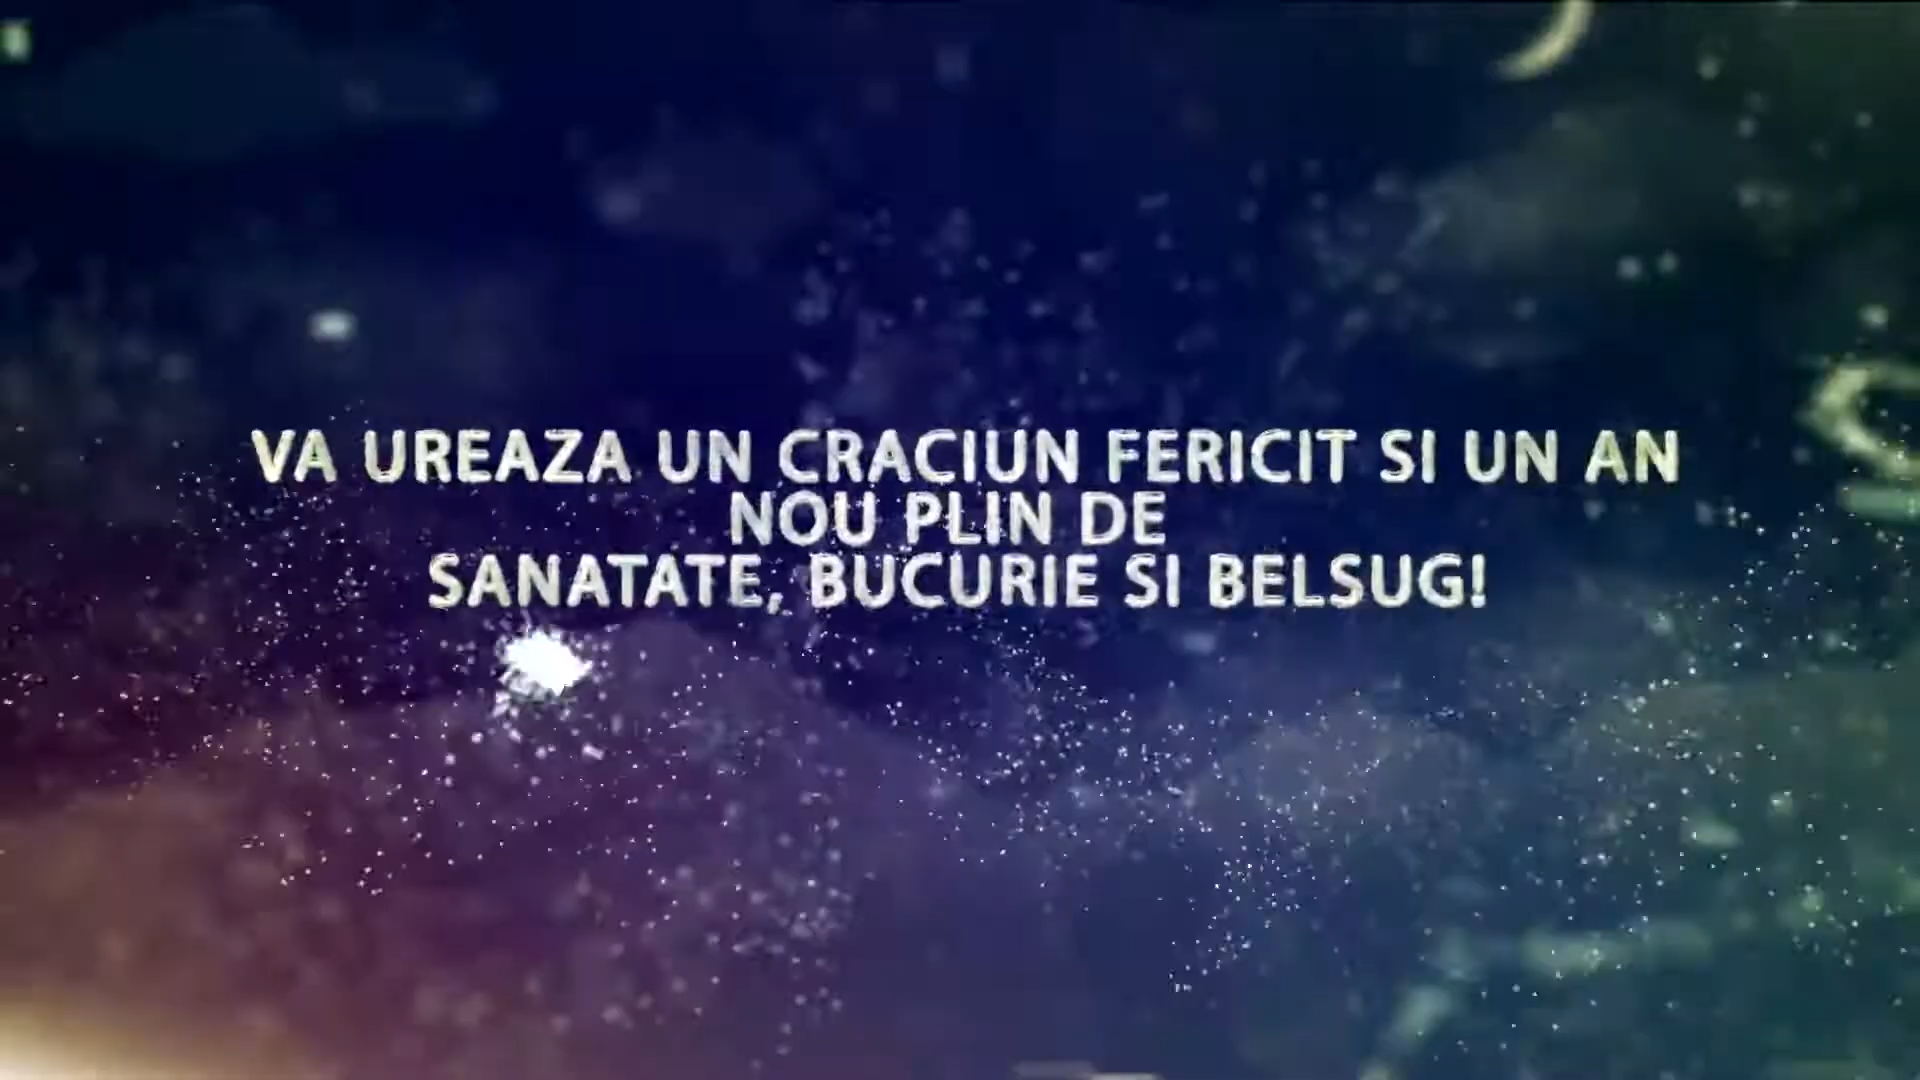 VA UREAZA UN CRACIUN FERICIT SI UN AN
NOU PLIN DE
SANATATE, BUCURIE SI BELSUG!